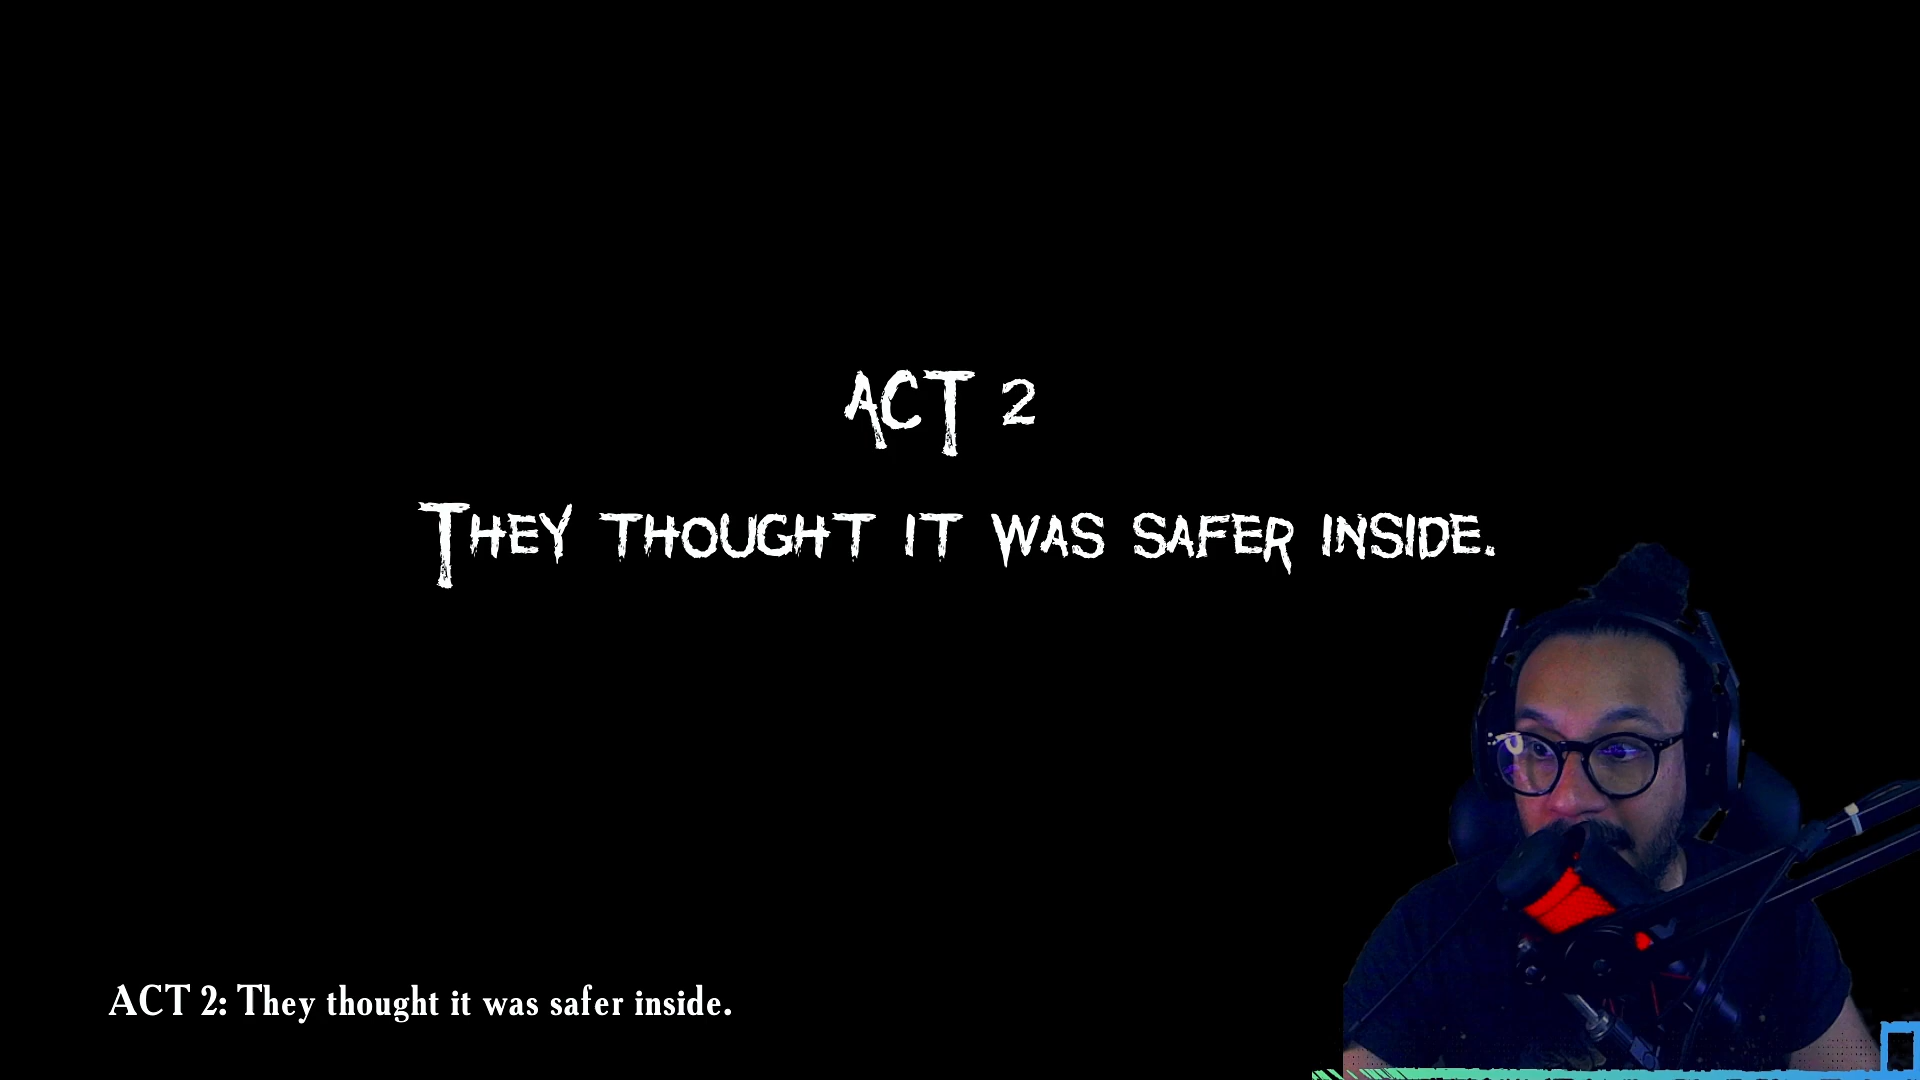 ACT 2
They thought it was safer inside.
ACT 2: They thought it was safer inside.